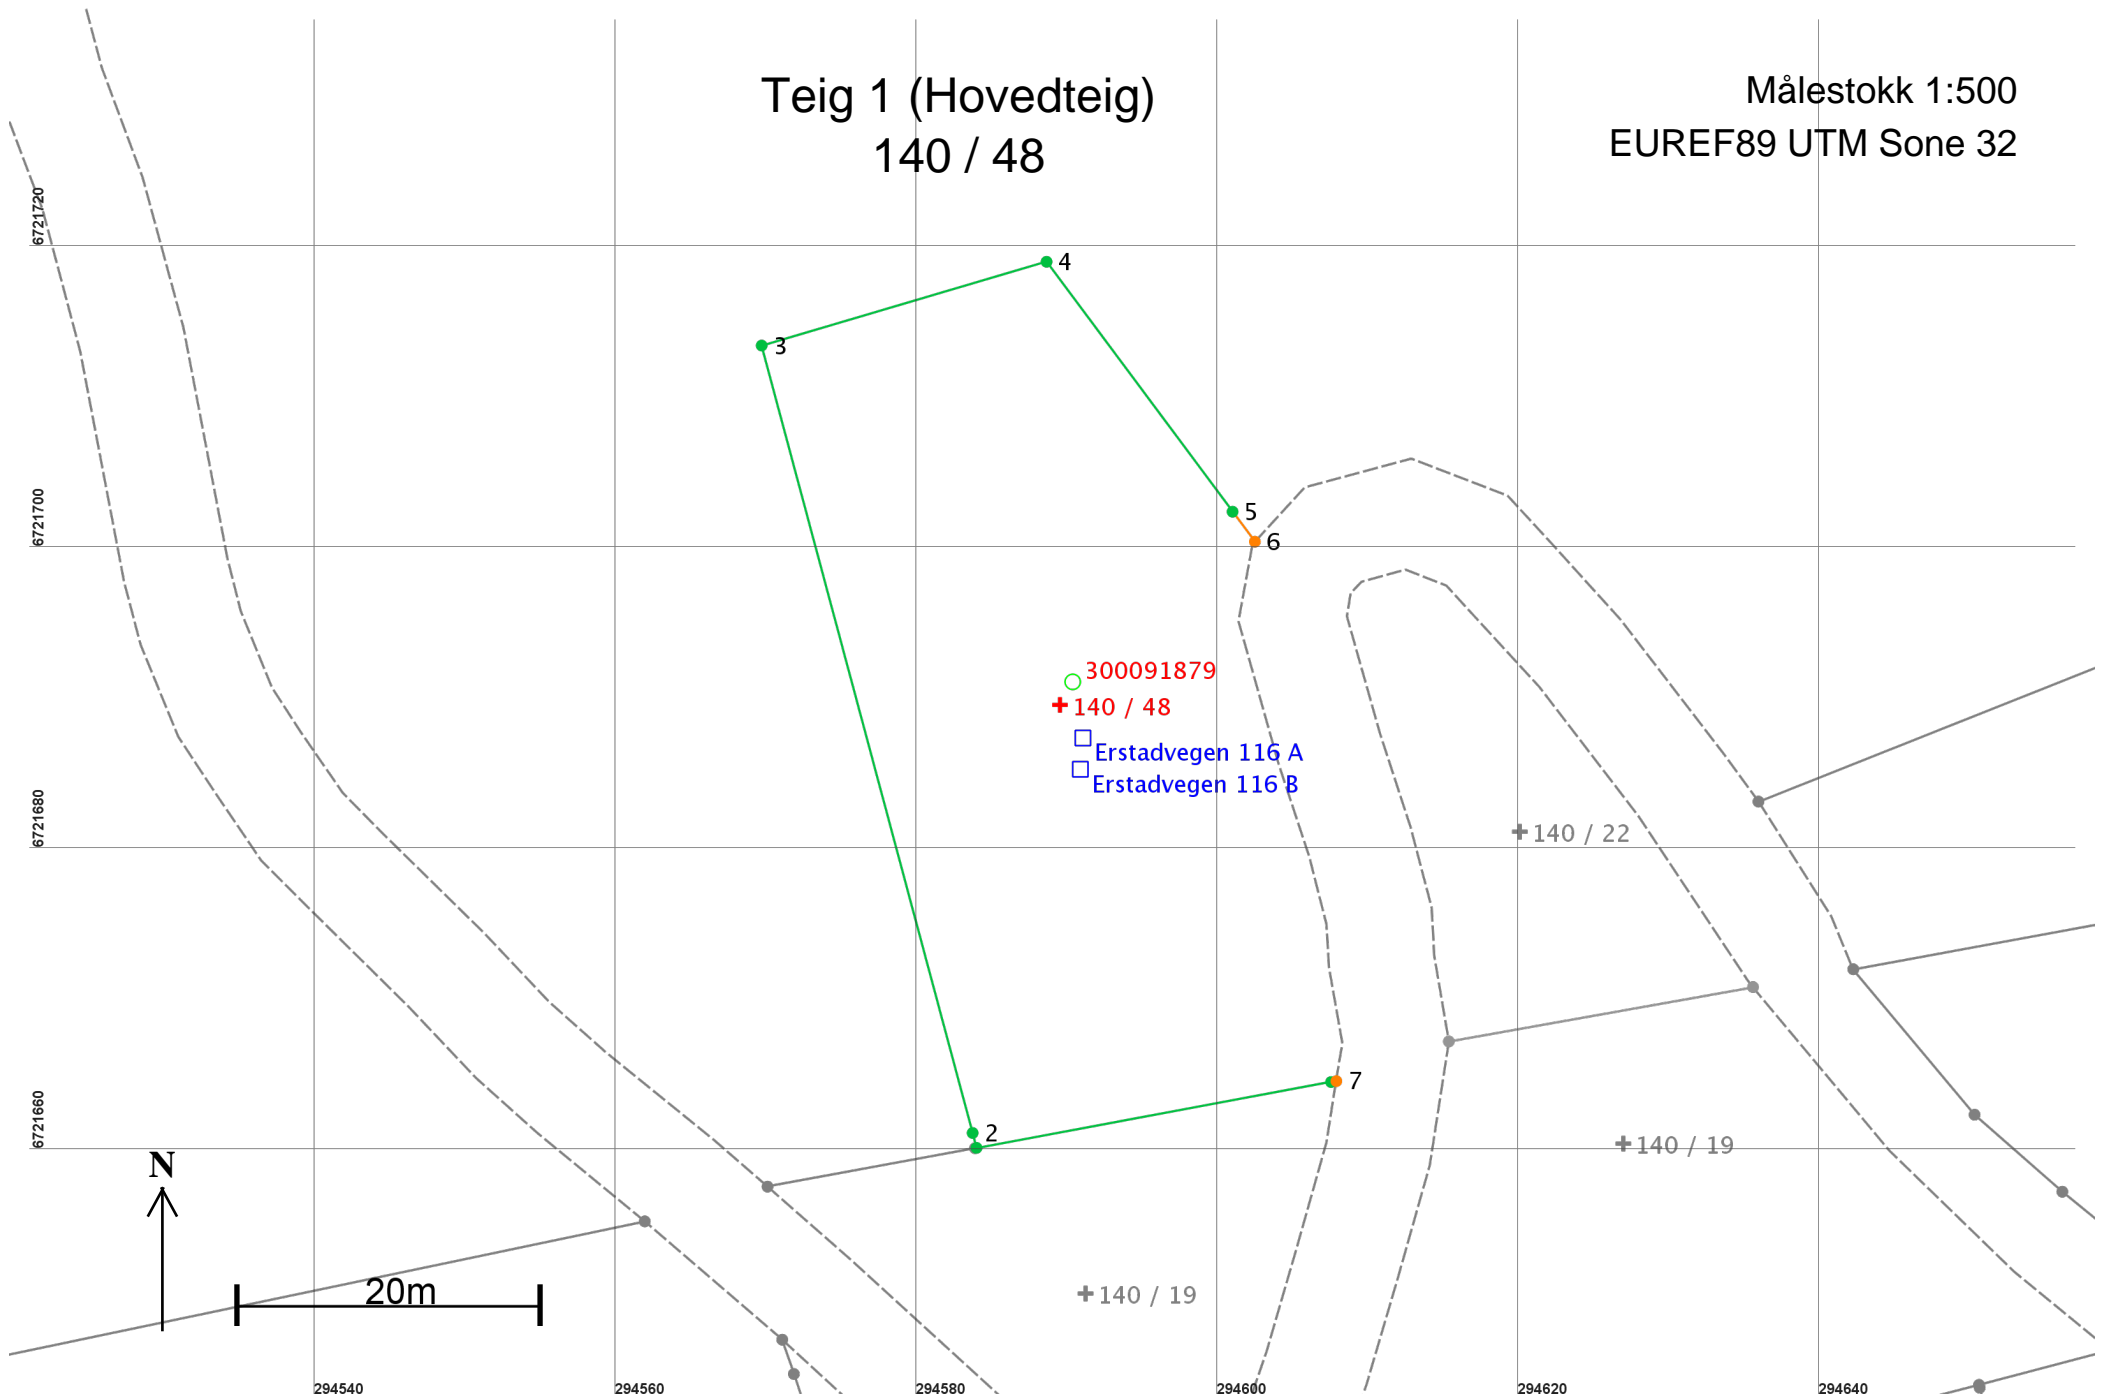 Teig 1 (Hovedteig)
140 / 48
Målestokk 1:500
EUREF89 UTM Sone 32
6721720
4
3
6721700
5
6
300091879
140 / 48
Erstadvegen 116 A
Erstadvegen 116 B
6721680
140 / 22
7
6721660
2
140 / 19
N
20m
140 / 19
294540
294560
294580
294600
294620
294640